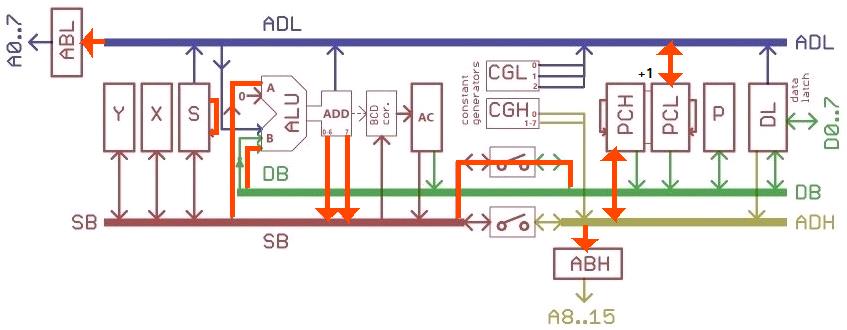 ADL
ADL
A0..7
ABL
Y
X
S
0
A
B
ALU
ADD
0-6 7
BCD
cor.
AC
constant
generators
CGL
0
1
2
CGH
0
1-7
+1
PCH
PCL
P
DL
data
latch
D0..7
DB
DB
SB
SB
ADH
ABH
A8..15